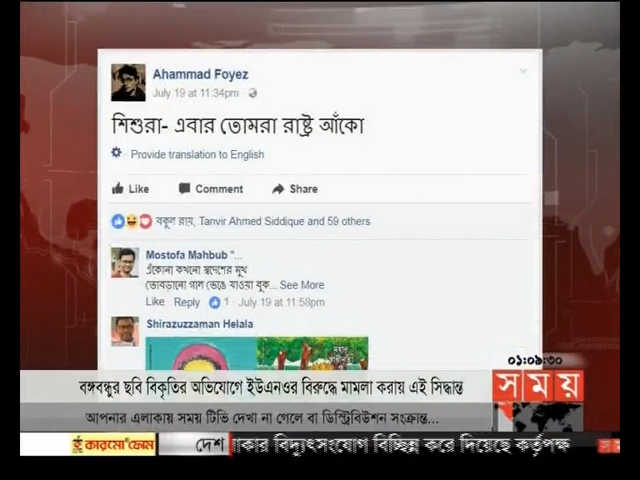 Ahammad Foyez
July 19 at 11:34pm
শিশুরা- এবার তোমরা রাষ্ট্র আঁকো
Provide translation to English
Like Comment Share
বকুল রায়, Tanvir Ahmed Siddique and 59 others
Mostofa Mahbub "...
এঁকোনা কখনো স্বদেশের মুখ
তোবড়ানো গাল ভেঙে যাওয়া বুক... See More
Like Reply 1 July 19 at 11:58pm
Shirazuzzaman Helala
০১:০৯:৩০
বঙ্গবন্ধুর ছবি বিকৃতির অভিযোগে ইউএনওর বিরুদ্ধে মামলা করায় এই সিদ্ধান্ত
সময়
আপনার এলাকায় সময় টিভি দেখা না গেলে বা ডিস্ট্রিবিউশন সংক্রান্ত...
দেশ াকার বিদ্যুৎসংযোগ বিচ্ছিন্ন করে দিয়েছে কর্তৃপক্ষ